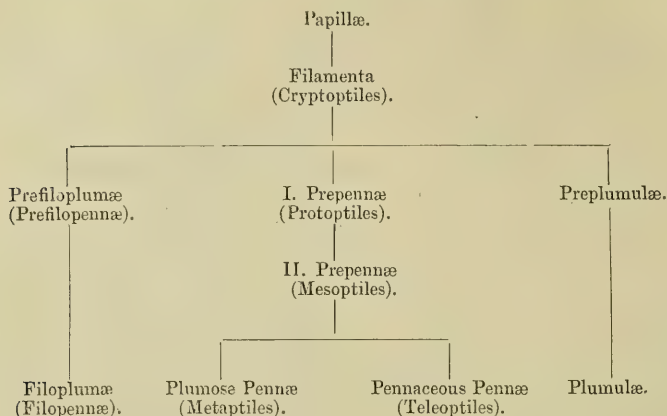 Papillæ.
Filamenta
(Cryptoptiles).
Prefiloplumæ
(Prefilopennæ).
I. Prepennæ
(Protoptiles).
Preplumulæ.
II. Prepennæ
(Mesoptiles).
Filoplumæ
(Filopennæ).
Plumose Pennæ
(Metaptiles).
Pennaceous Pennæ
(Teleoptiles).
Plumulæ.